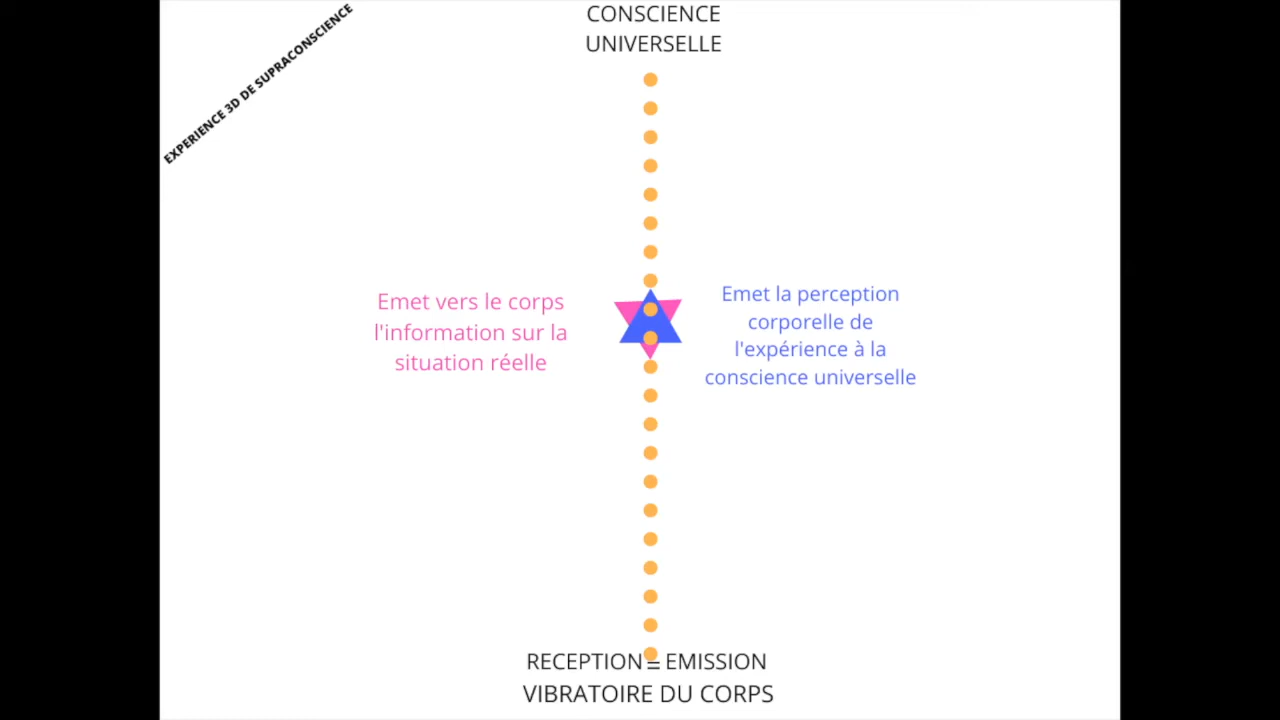 EXPERIENCE 3D DE SUPRACONSCIENCE
CONSCIENCE
UNIVERSELLE
Emet vers le corps
l'information sur la
situation réelle
Emet la perception
corporelle de
l'expérience à la
conscience universelle
RECEPTION = EMISSION
VIBRATOIRE DU CORPS